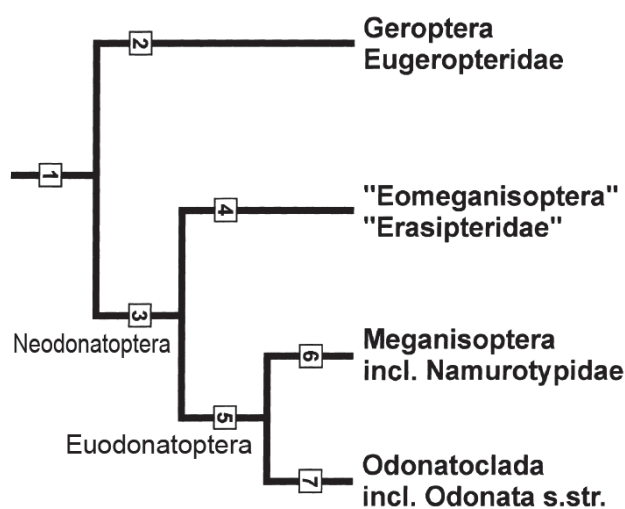 2
Geroptera
Eugeropteridae
1
4
"Eomeganisoptera"
"Erasipteridae"
3
Neodonatoptera
6
Meganisoptera
incl. Namurotypidae
5
Euodonatoptera
7
Odonatoclada
incl. Odonata s.str.